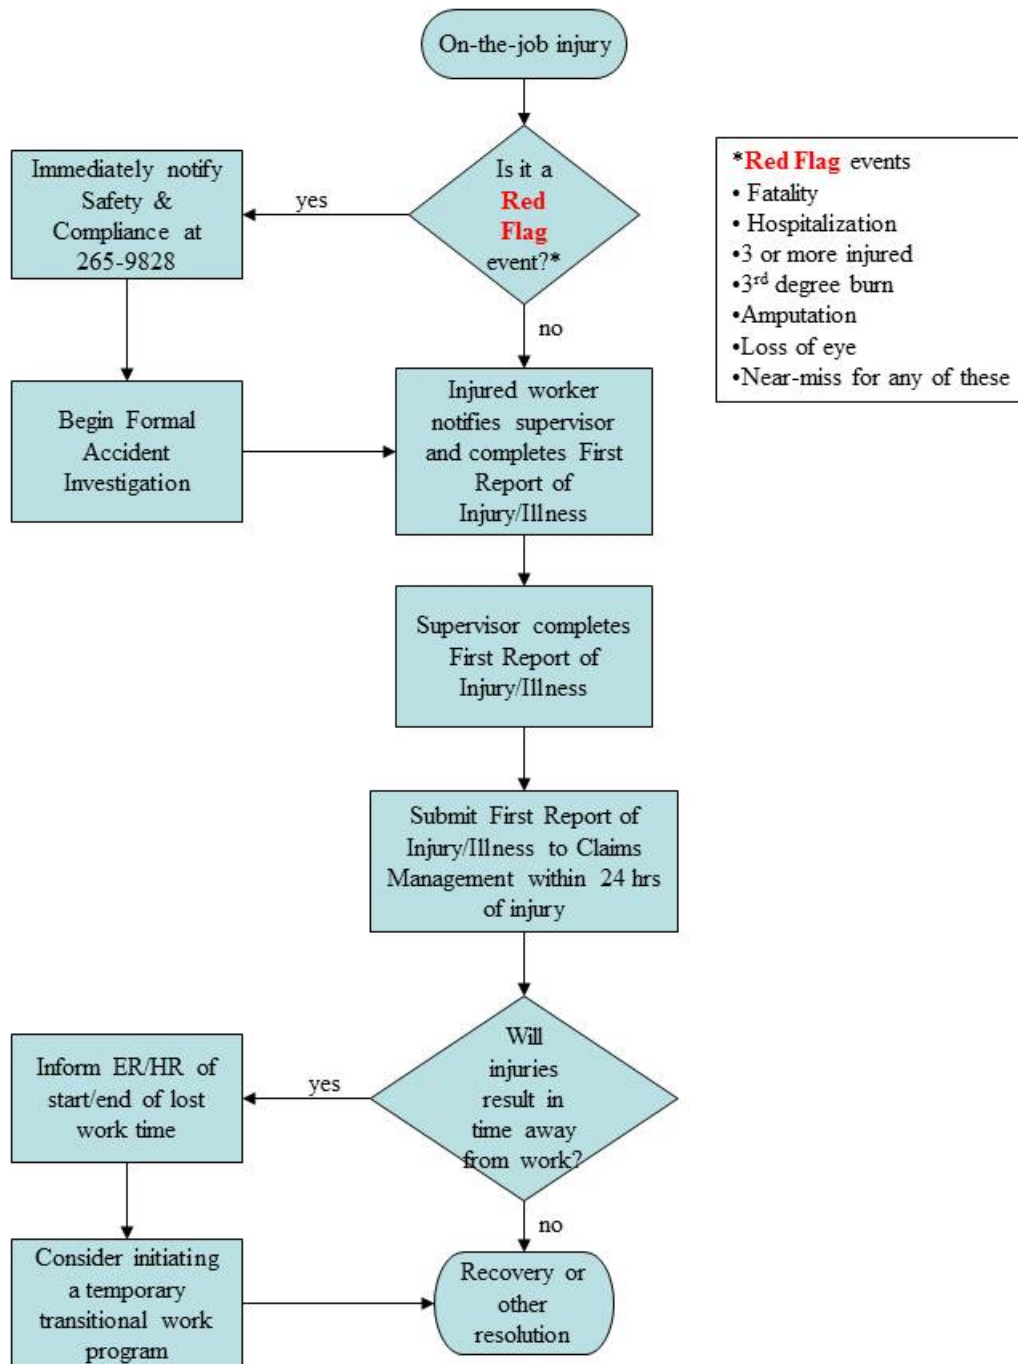 On-the-job injury
Is it a
Red
Flag
event?*
yes
no
Immediately notify
Safety &
Compliance at
265-9828
Begin Formal
Accident
Investigation
*Red Flag events
• Fatality
• Hospitalization
•3 or more injured
•3rd degree burn
•Amputation
•Loss of eye
•Near-miss for any of these
Injured worker
notifies supervisor
and completes First
Report of
Injury/Illness
Supervisor completes
First Report of
Injury/Illness
Submit First Report of
Injury/Illness to Claims
Management within 24 hrs
of injury
Will
injuries
result in
time away
from work?
yes
no
Inform ER/HR of
start/end of lost
work time
Consider initiating
a temporary
transitional work
program
Recovery or
other
resolution